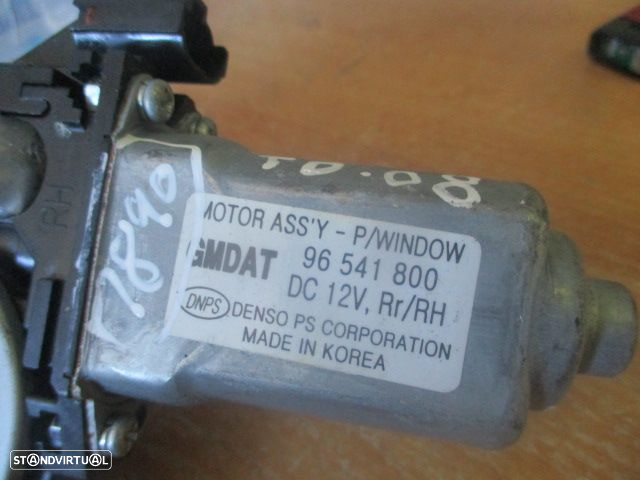 RH
1890
MOTOR ASS'Y - P/WINDOW
GMDAT 96 541 800
DC 12V, Rr/RH
DNPS DENSO PS CORPORATION
MADE IN KOREA
STANDVIRTUAL